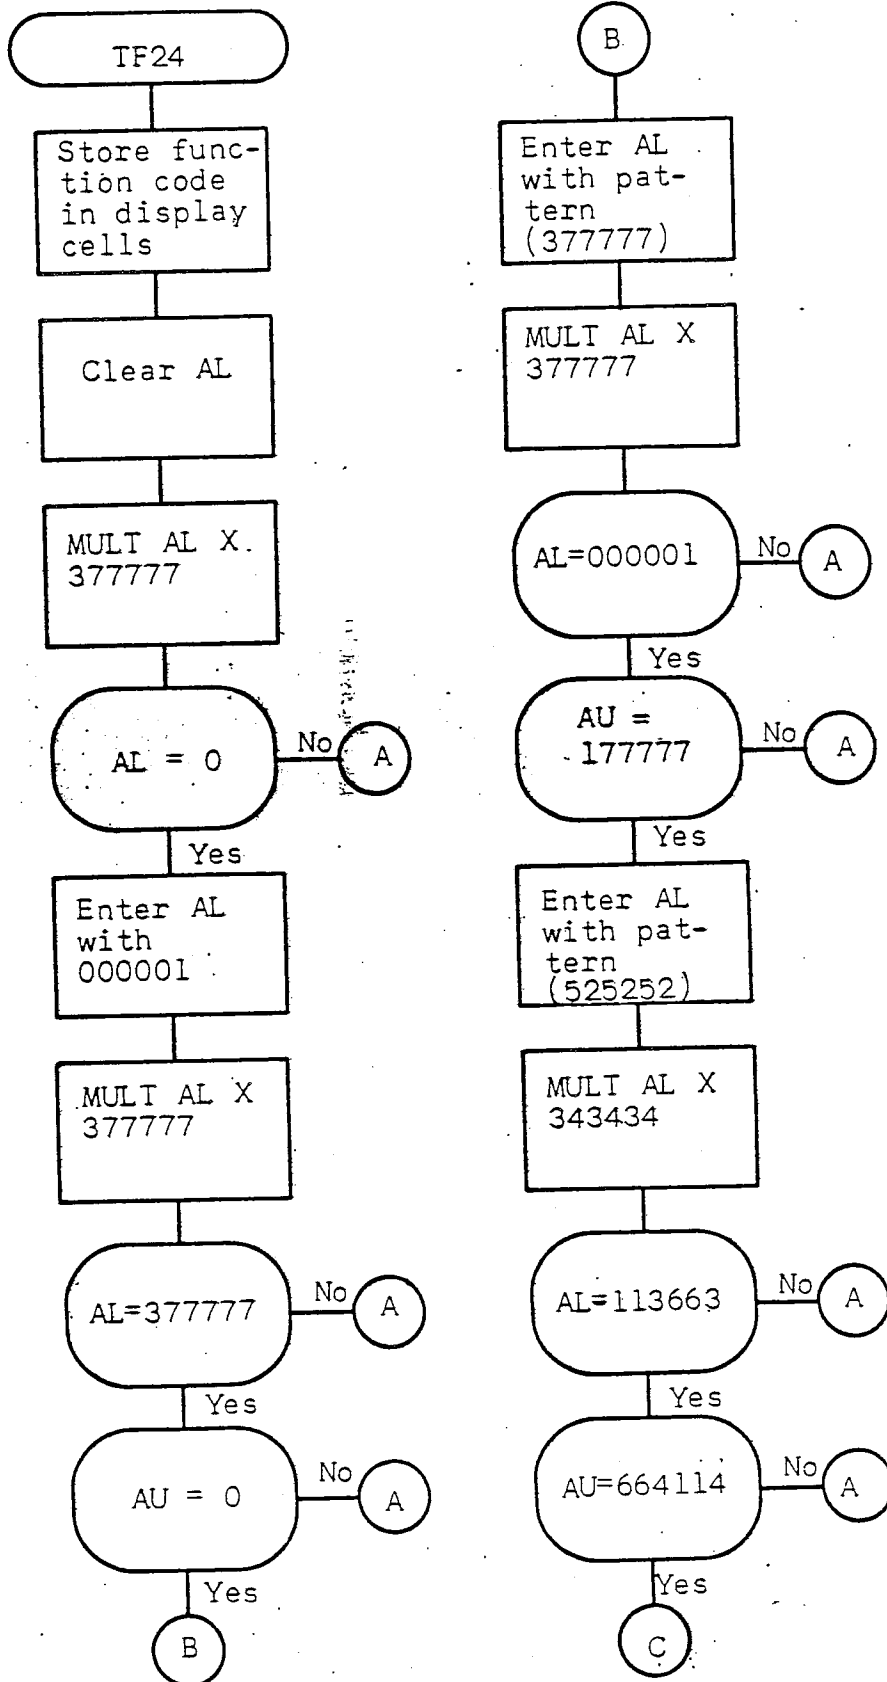 TF24
Store func-
tion code
in display
cells
Clear AL
MULT AL X.
377777
AL = 0
No
A
Yes
Enter AL
with
000001
MULT AL X
377777
AL=377777
No
A
Yes
AU = 0
No
A
Yes
B
B
Enter AL
with pat-
tern
(377777)
MULT AL X
377777
AL=000001
No
A
Yes
AU =
177777
No
A
Yes
Enter AL
with pat-
tern
(525252)
MULT AL X
343434
AL=113663
No
A
Yes
AU=664114
No
A
Yes
C